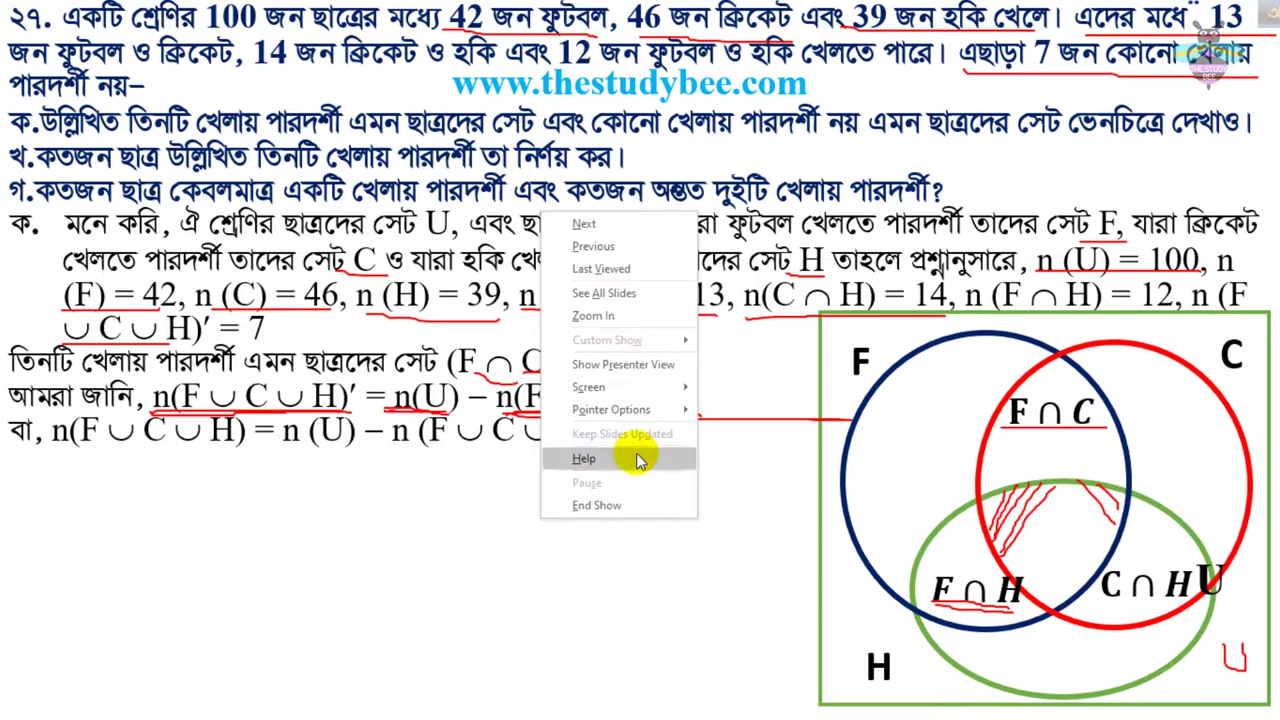 ২৭. একটি শ্রেণির 100 জন ছাত্রের মধ্যে 42 জন ফুটবল, 46 জন ক্রিকেট এবং 39 জন হকি খেলে। এদের মধ্যে 13
জন ফুটবল ও ক্রিকেট, 14 জন ক্রিকেট ও হকি এবং 12 জন ফুটবল ও হকি খেলতে পারে। এছাড়া 7 জন কোনো খেলায়
THE STUDY BEE
পারদর্শী নয়–
www.thestudybee.com
ক.উল্লিখিত তিনটি খেলায় পারদর্শী এমন ছাত্রদের সেট এবং কোনো খেলায় পারদর্শী নয় এমন ছাত্রদের সেট ভেনচিত্রে দেখাও।
খ.কতজন ছাত্র উল্লিখিত তিনটি খেলায় পারদর্শী তা নির্ণয় কর।
গ.কতজন ছাত্র কেবলমাত্র একটি খেলায় পারদর্শী এবং কতজন অন্তত দুইটি খেলায় পারদর্শী?
ক. মনে করি, ঐ শ্রেণির ছাত্রদের সেট U, এবং ফুটবল খেলতে পারদর্শী তাদের সেট F, যারা ক্রিকেট
খেলতে পারদর্শী তাদের সেট C ও যারা হকি সেট H তাহলে প্রশ্নানুসারে, n (U) = 100, n
(F) = 42, n (C) = 46, n (H) = 39, n 13, n(C ∩ H) = 14, n (F ∩ H) = 12, n (F
∪ C ∪ H)′ = 7
তিনটি খেলায় পারদর্শী এমন ছাত্রদের সেট (F ∩ C
আমরা জানি, n(F ∪ C ∪ H)′ = n(U) − n(F
বা, n(F ∪ C ∪ H) = n (U) − n (F ∪ C ∪
Next
Previous
Last Viewed
See All Slides
Zoom In
Custom Show
Show Presenter View
Screen
Pointer Options
Keep Slides Updated
Help
Pause
End Show
F
C
F ∩ C
F ∩ H
C ∩ H U
H
U